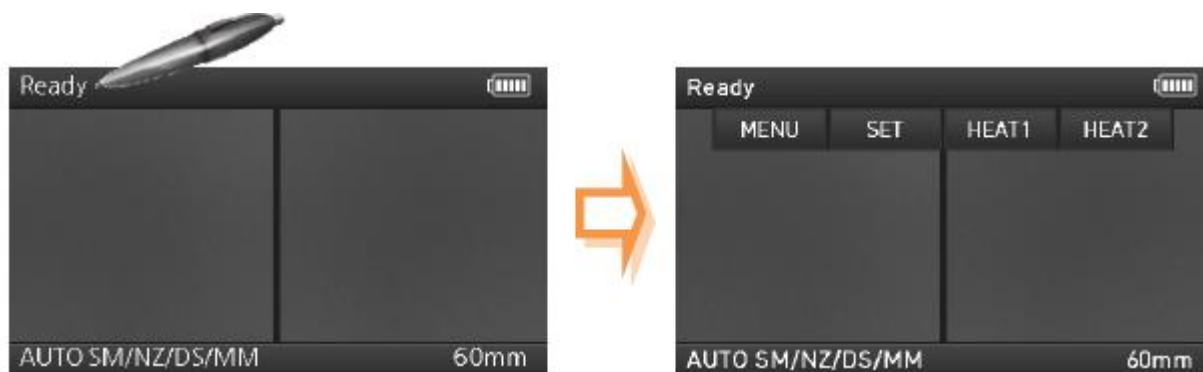 Ready
AUTO SM/NZ/DS/MM 60mm
Ready
MENU SET HEAT1 HEAT2
AUTO SM/NZ/DS/MM 60mm